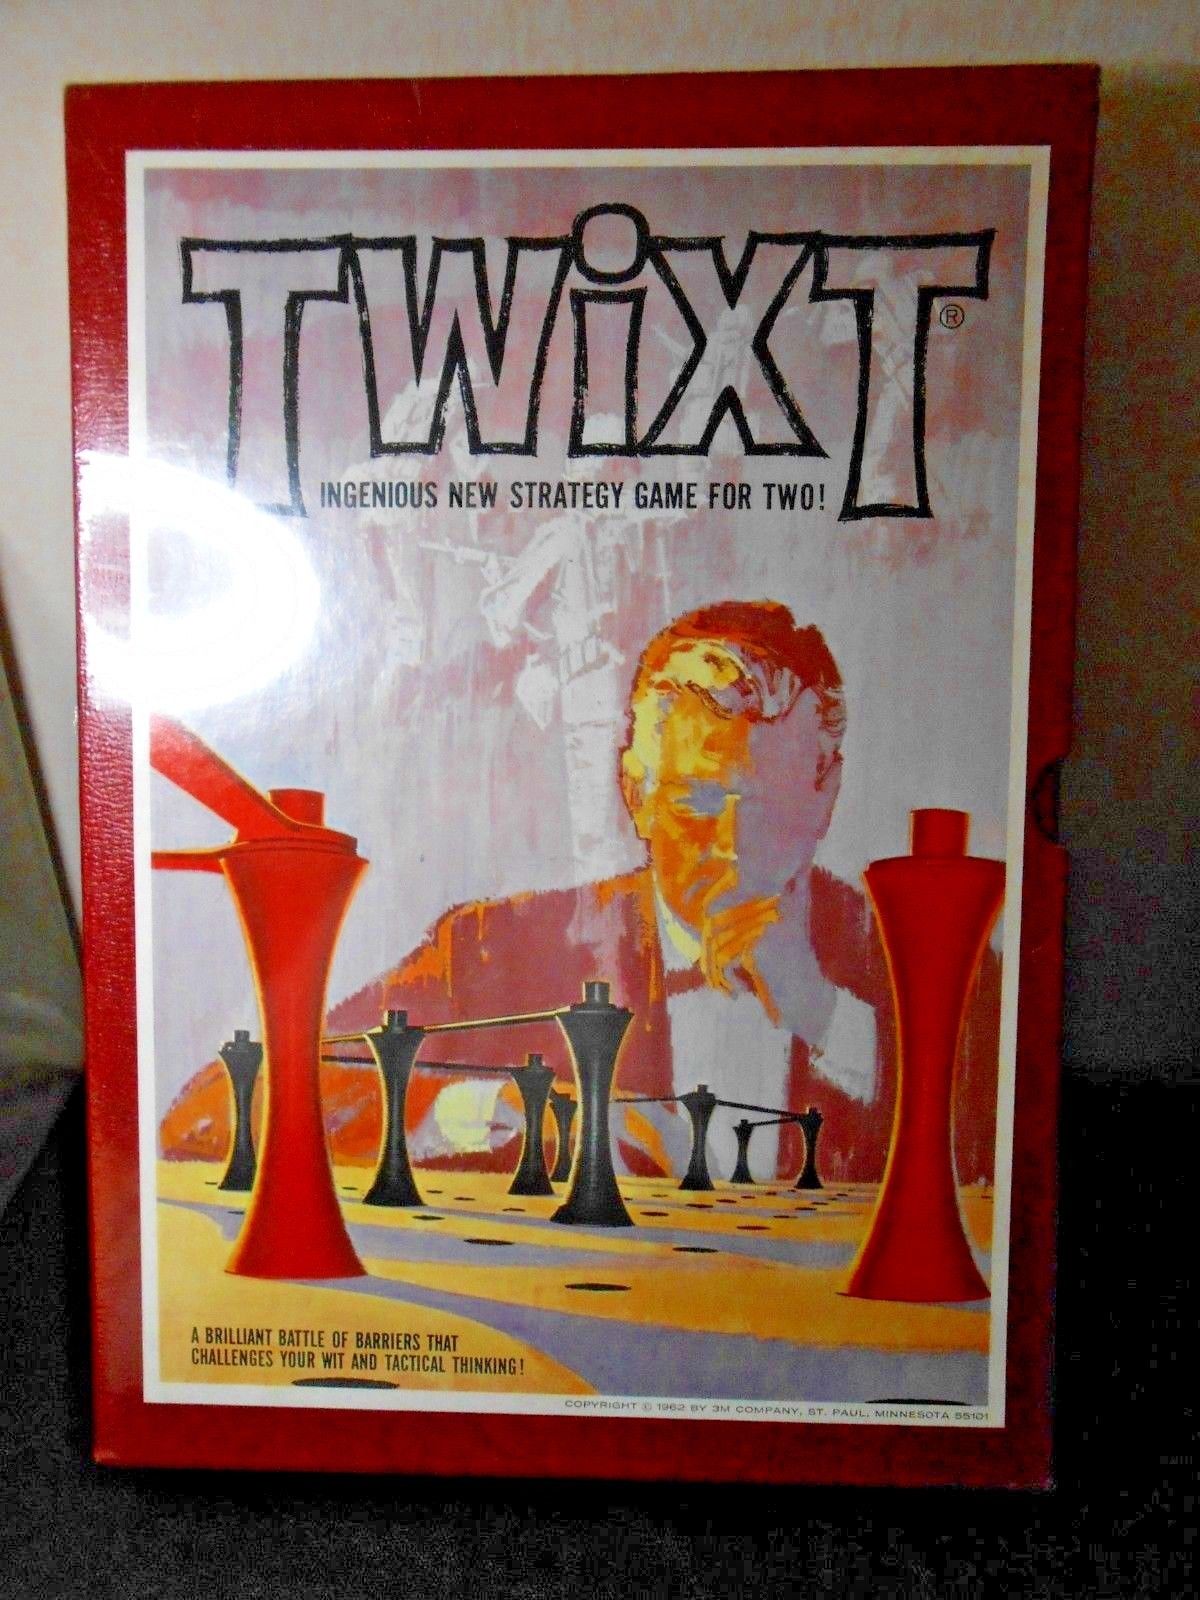 TWiXT®
INGENIOUS NEW STRATEGY GAME FOR TWO!
A BRILLIANT BATTLE OF BARRIERS THAT
CHALLENGES YOUR WIT AND TACTICAL THINKING!
COPYRIGHT © 1962 BY 3M COMPANY, ST. PAUL, MINNESOTA 55101